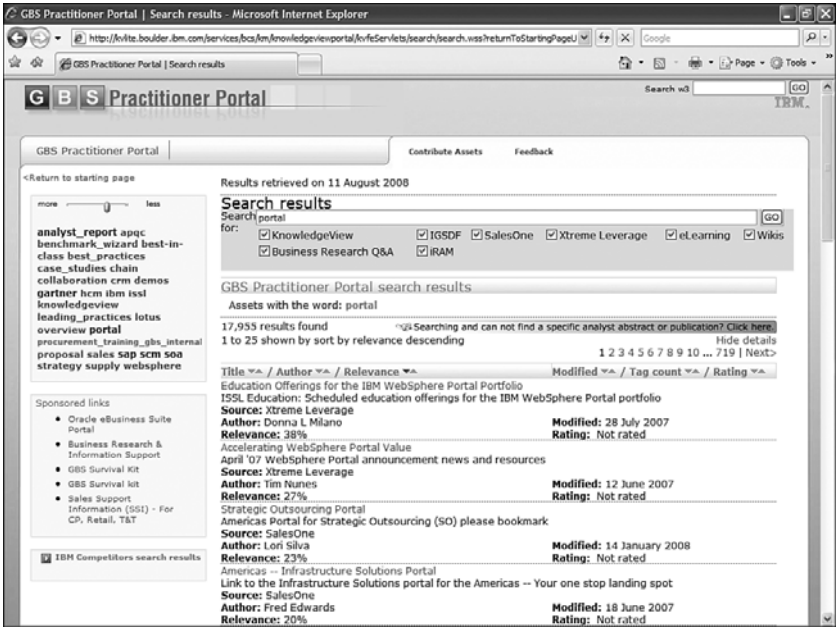 GBS Practitioner Portal | Search results - Microsoft Internet Explorer
http://kvlite.boulder.ibm.com/services/bcs/km/knowledgeviewportal/kvfeServlets/search/search.wss?returnToStartingPageU
Google
GBS Practitioner Portal | Search results
Page Tools
GBS Practitioner Portal
Search w3 GO
IBM.
GBS Practitioner Portal
Contribute Assets Feedback
<Return to starting page
more less
analyst_report apqc
benchmark_wizard best-in-
class best_practices
case_studies chain
collaboration crm demos
gartner hcm ibm issl
knowledgeview
leading_practices lotus
overview portal
procurement_training_gbs_internal
proposal sales sap scm soa
strategy supply websphere
Sponsored links
Oracle eBusiness Suite
Portal
Business Research &
Information Support
GBS Survival Kit
GBS Survival kit
Sales Support
Information (SSI) - For
CP, Retail, T&T
IBM Competitors search results
Results retrieved on 11 August 2008
Search results
Search for: portal GO
KnowledgeView IGSDF SalesOne Xtreme Leverage eLearning Wikis
Business Research Q&A iRAM
GBS Practitioner Portal search results
Assets with the word: portal
17,955 results found Searching and can not find a specific analyst abstract or publication? Click here.
1 to 25 shown by sort by relevance descending Hide details
1 2 3 4 5 6 7 8 9 10 ... 719 | Next>
Title / Author / Relevance Modified / Tag count / Rating
Education Offerings for the IBM WebSphere Portal Portfolio
ISSL Education: Scheduled education offerings for the IBM WebSphere Portal portfolio
Source: Xtreme Leverage
Author: Donna L Milano Modified: 28 July 2007
Relevance: 38% Rating: Not rated
Accelerating WebSphere Portal Value
April '07 WebSphere Portal announcement news and resources
Source: Xtreme Leverage
Author: Tim Nunes Modified: 12 June 2007
Relevance: 27% Rating: Not rated
Strategic Outsourcing Portal
Americas Portal for Strategic Outsourcing (SO) please bookmark
Source: SalesOne
Author: Lori Silva Modified: 14 January 2008
Relevance: 23% Rating: Not rated
Americas -- Infrastructure Solutions Portal
Link to the Infrastructure Solutions portal for the Americas -- Your one stop landing spot
Source: SalesOne
Author: Fred Edwards Modified: 18 June 2007
Relevance: 20% Rating: Not rated